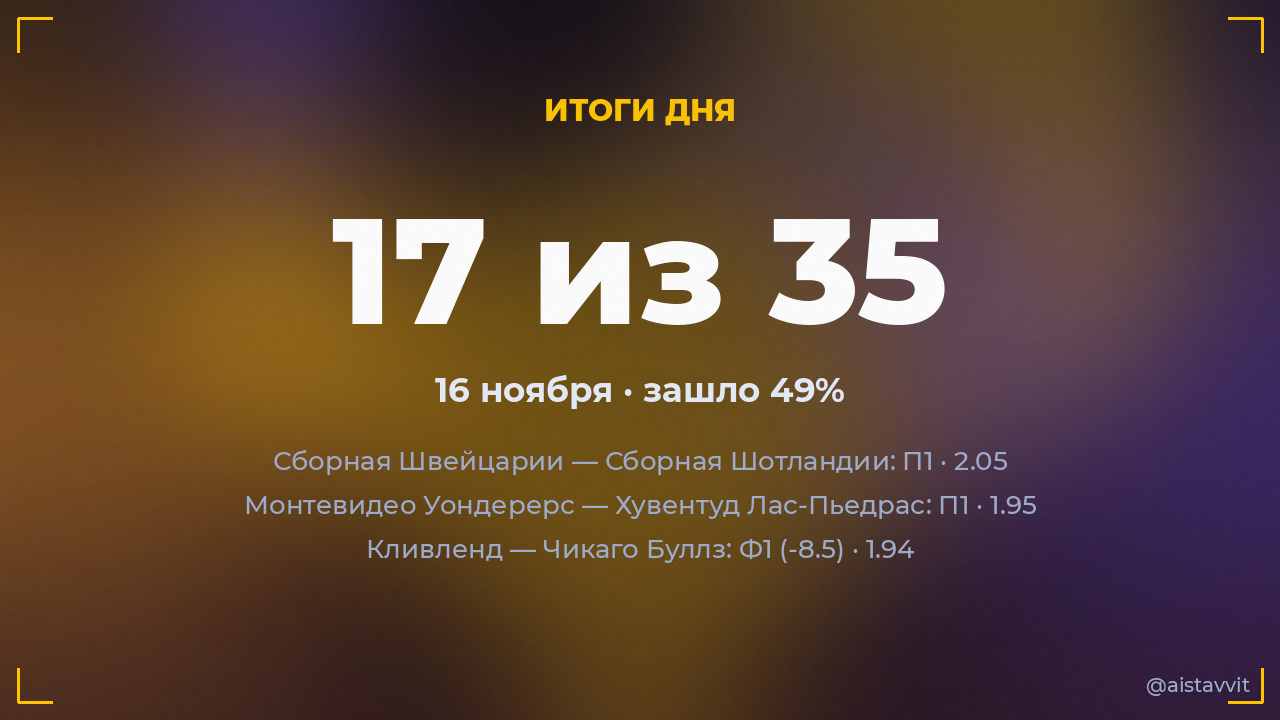 ИТОГИ ДНЯ
17 из 35
16 ноября · зашло 49%
Сборная Швейцарии — Сборная Шотландии: П1 · 2.05
Монтевидео Уондерерс — Хувентуд Лас-Пьедрас: П1 · 1.95
Кливленд — Чикаго Буллз: Ф1 (-8.5) · 1.94
@aistavvit